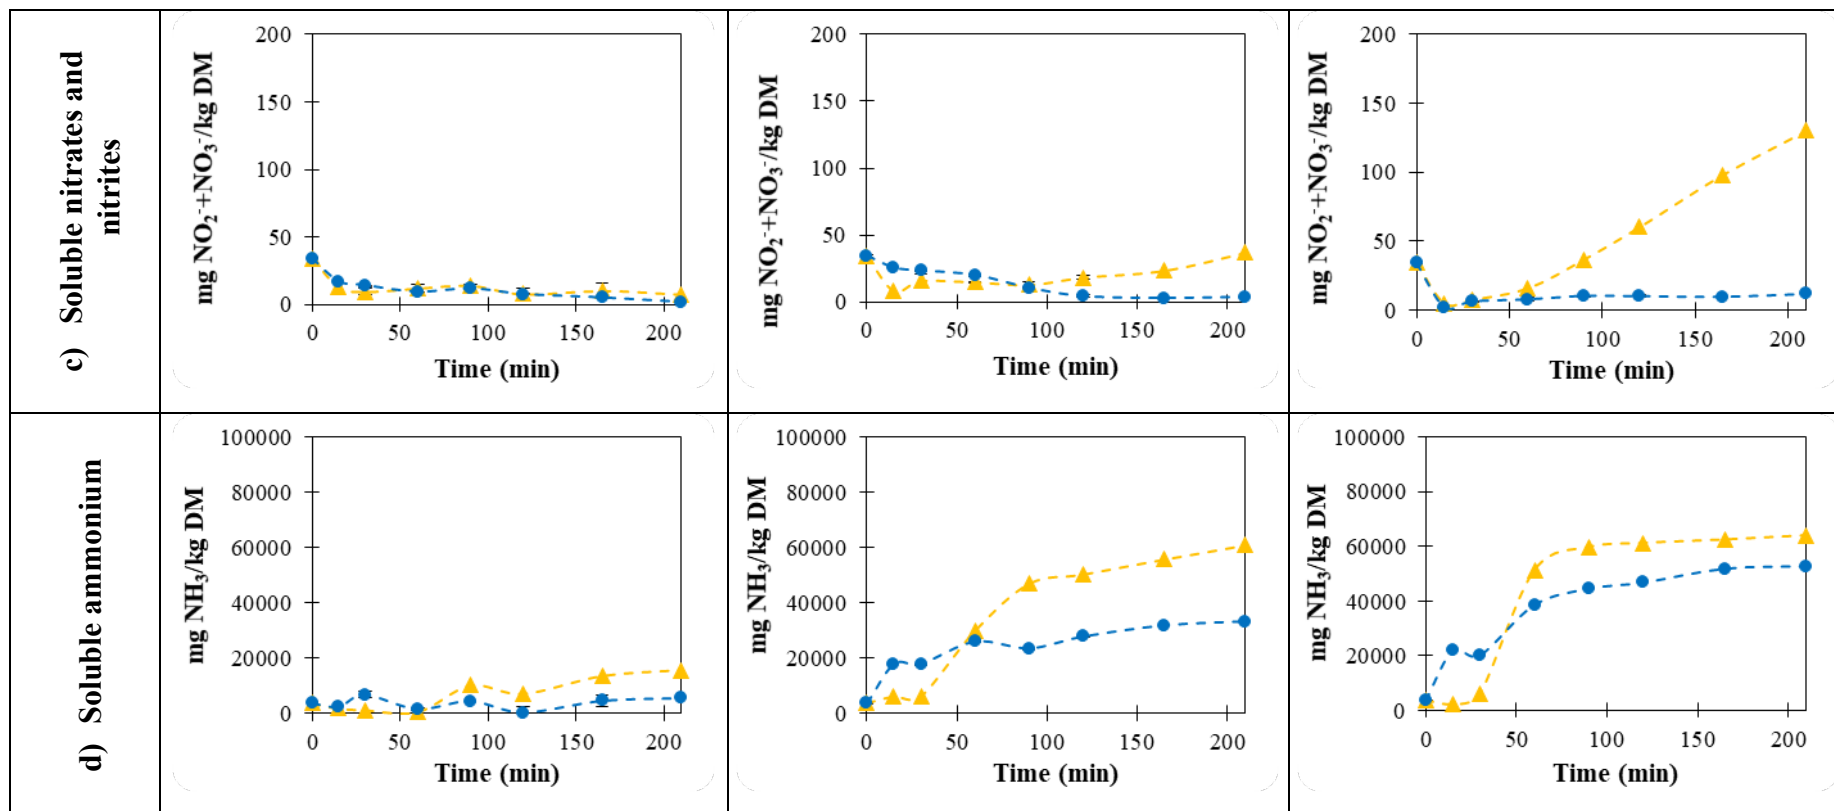 c) Soluble nitrates and
nitrites
mg NO₂⁻+NO₃⁻/kg DM
200
150
100
50
0
0 50 100 150 200
Time (min)
mg NO₂⁻+NO₃⁻/kg DM
200
150
100
50
0
0 50 100 150 200
Time (min)
mg NO₂⁻+NO₃⁻/kg DM
200
150
100
50
0
0 50 100 150 200
Time (min)
d) Soluble ammonium
mg NH₃/kg DM
100000
80000
60000
40000
20000
0
0 50 100 150 200
Time (min)
mg NH₃/kg DM
100000
80000
60000
40000
20000
0
0 50 100 150 200
Time (min)
mg NH₃/kg DM
100000
80000
60000
40000
20000
0
0 50 100 150 200
Time (min)